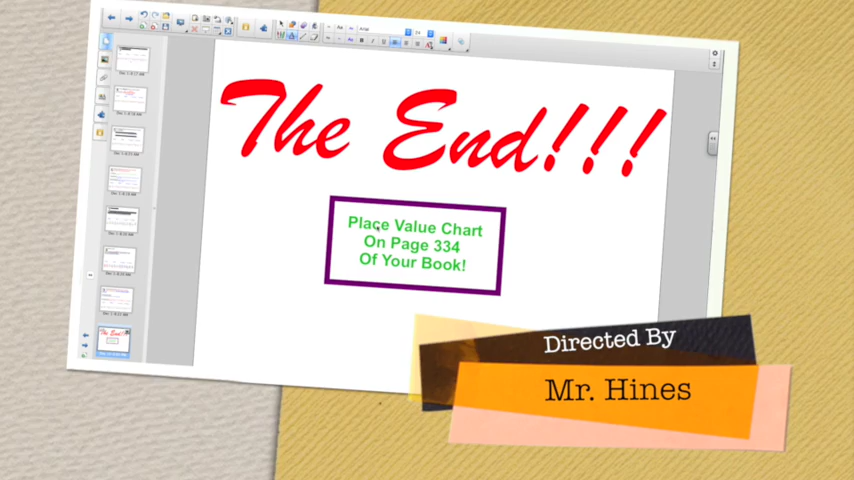 The End!!!
Place Value Chart
On Page 334
Of Your Book!
Directed By
Mr. Hines